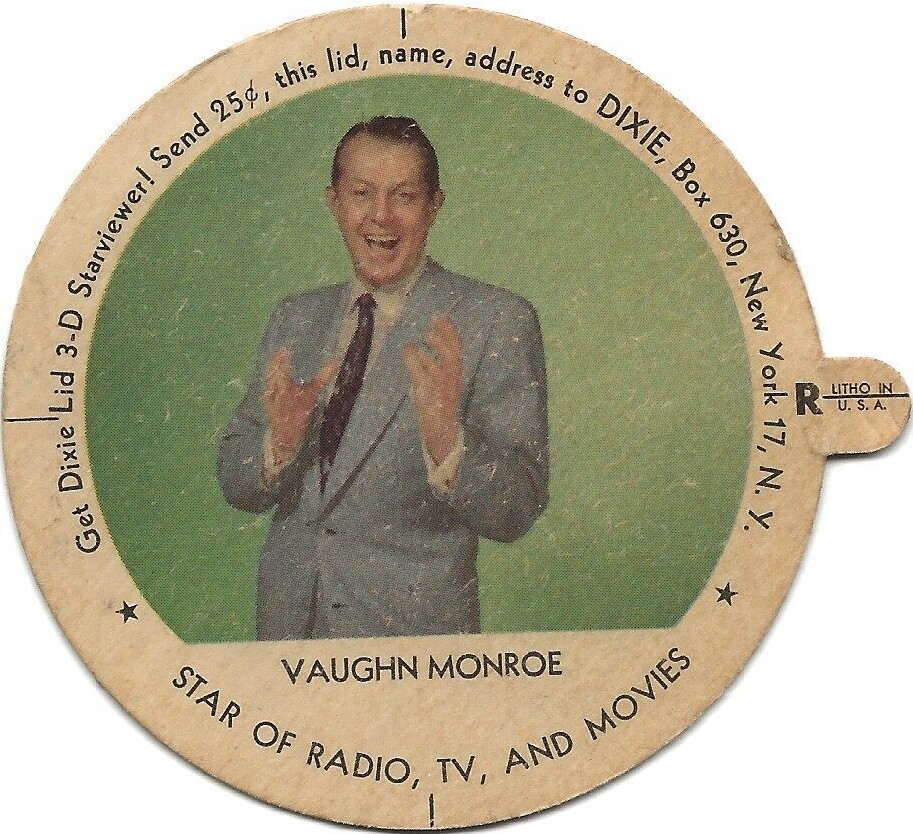 Get Dixie Lid 3-D Starviewer! Send 25¢, this lid, name, address to DIXIE, Box 630, New York 17, N. Y.
R LITHO IN
U. S. A.
VAUGHN MONROE
★ STAR OF RADIO, TV, AND MOVIES ★